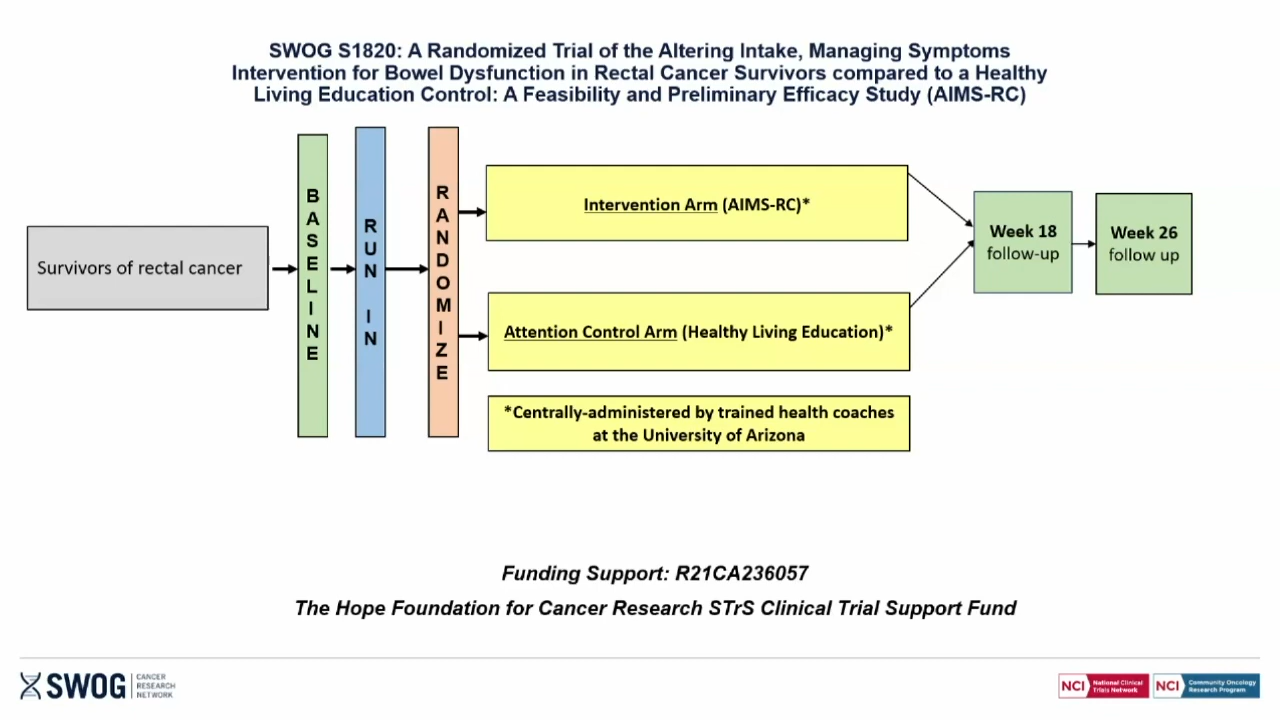 SWOG S1820: A Randomized Trial of the Altering Intake, Managing Symptoms
Intervention for Bowel Dysfunction in Rectal Cancer Survivors compared to a Healthy
Living Education Control: A Feasibility and Preliminary Efficacy Study (AIMS-RC)
Survivors of rectal cancer
BASELINE
RUN IN
RANDOMIZE
Intervention Arm (AIMS-RC)*
Attention Control Arm (Healthy Living Education)*
*Centrally-administered by trained health coaches
at the University of Arizona
Week 18
follow-up
Week 26
follow up
Funding Support: R21CA236057
The Hope Foundation for Cancer Research STrS Clinical Trial Support Fund
SWOG
CANCER
RESEARCH
NETWORK
NCI
National Clinical
Trials Network
NCI
Community Oncology
Research Program